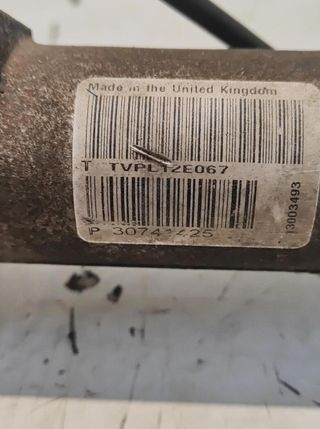 Made in the United Kingdom
T TVPL12E067
P
13003493